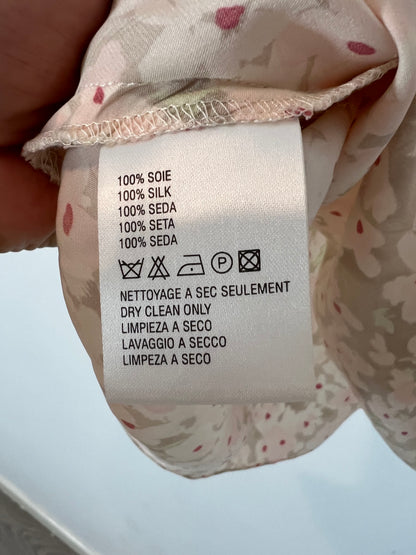 100% SOIE
100% SILK
100% SEDA
100% SETA
100% SEDA
P
NETTOYAGE A SEC SEULEMENT
DRY CLEAN ONLY
LIMPIEZA A SECO
LAVAGGIO A SECCO
LIMPEZA A SECO